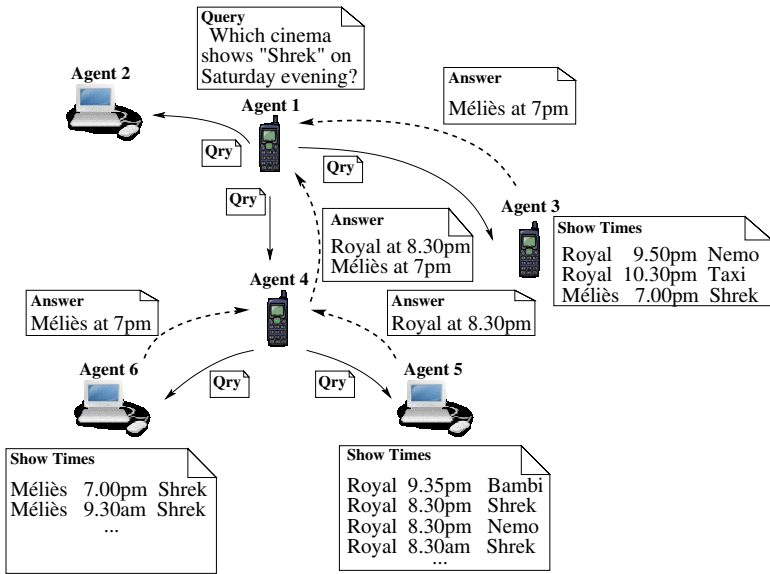 Query
Which cinema
shows "Shrek" on
Saturday evening?
Agent 2
Agent 1
Answer
Méliès at 7pm
Qry
Qry
Qry
Agent 3
Answer
Royal at 8.30pm
Méliès at 7pm
Show Times
Royal 9.50pm Nemo
Royal 10.30pm Taxi
Méliès 7.00pm Shrek
Agent 4
Answer
Méliès at 7pm
Answer
Royal at 8.30pm
Agent 6
Qry
Qry
Agent 5
Show Times
Méliès 7.00pm Shrek
Méliès 9.30am Shrek
...
Show Times
Royal 9.35pm Bambi
Royal 8.30pm Shrek
Royal 8.30pm Nemo
Royal 8.30am Shrek
...